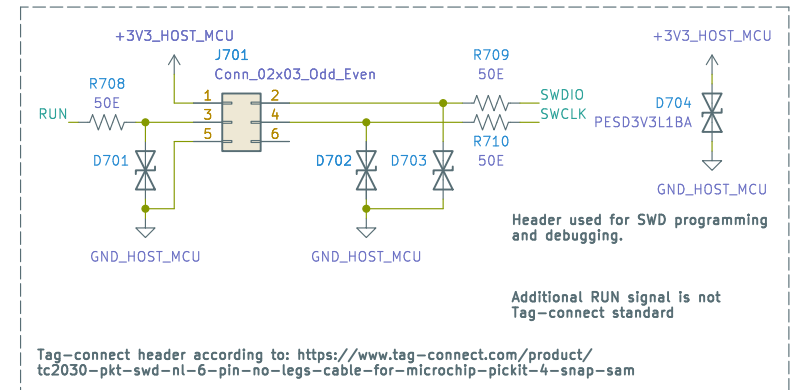 +3V3_HOST_MCU
J701
Conn_02x03_Odd_Even
R708
50E
RUN
1
3
5
2
4
6
D701
GND_HOST_MCU
D702
D703
GND_HOST_MCU
R709
50E
SWDIO
SWCLK
R710
50E
+3V3_HOST_MCU
D704
PESD3V3L1BA
GND_HOST_MCU
Header used for SWD programming
and debugging.
Additional RUN signal is not
Tag-connect standard
Tag-connect header according to: https://www.tag-connect.com/product/
tc2030-pkt-swd-nl-6-pin-no-legs-cable-for-microchip-pickit-4-snap-sam